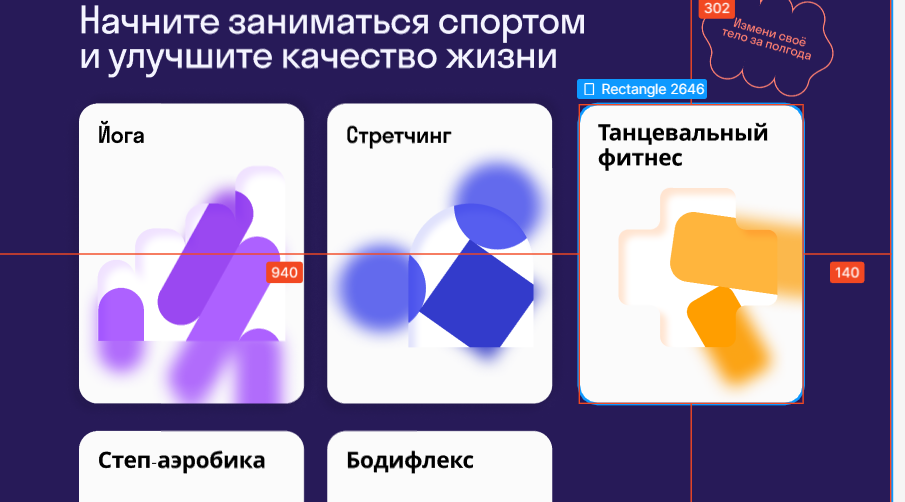 Начните заниматься спортом
и улучшите качество жизни
302
Измени своё
тело за полгода
Rectangle 2646
Йога
Стретчинг
Танцевальный
фитнес
940
140
Степ-аэробика
Бодифлекс